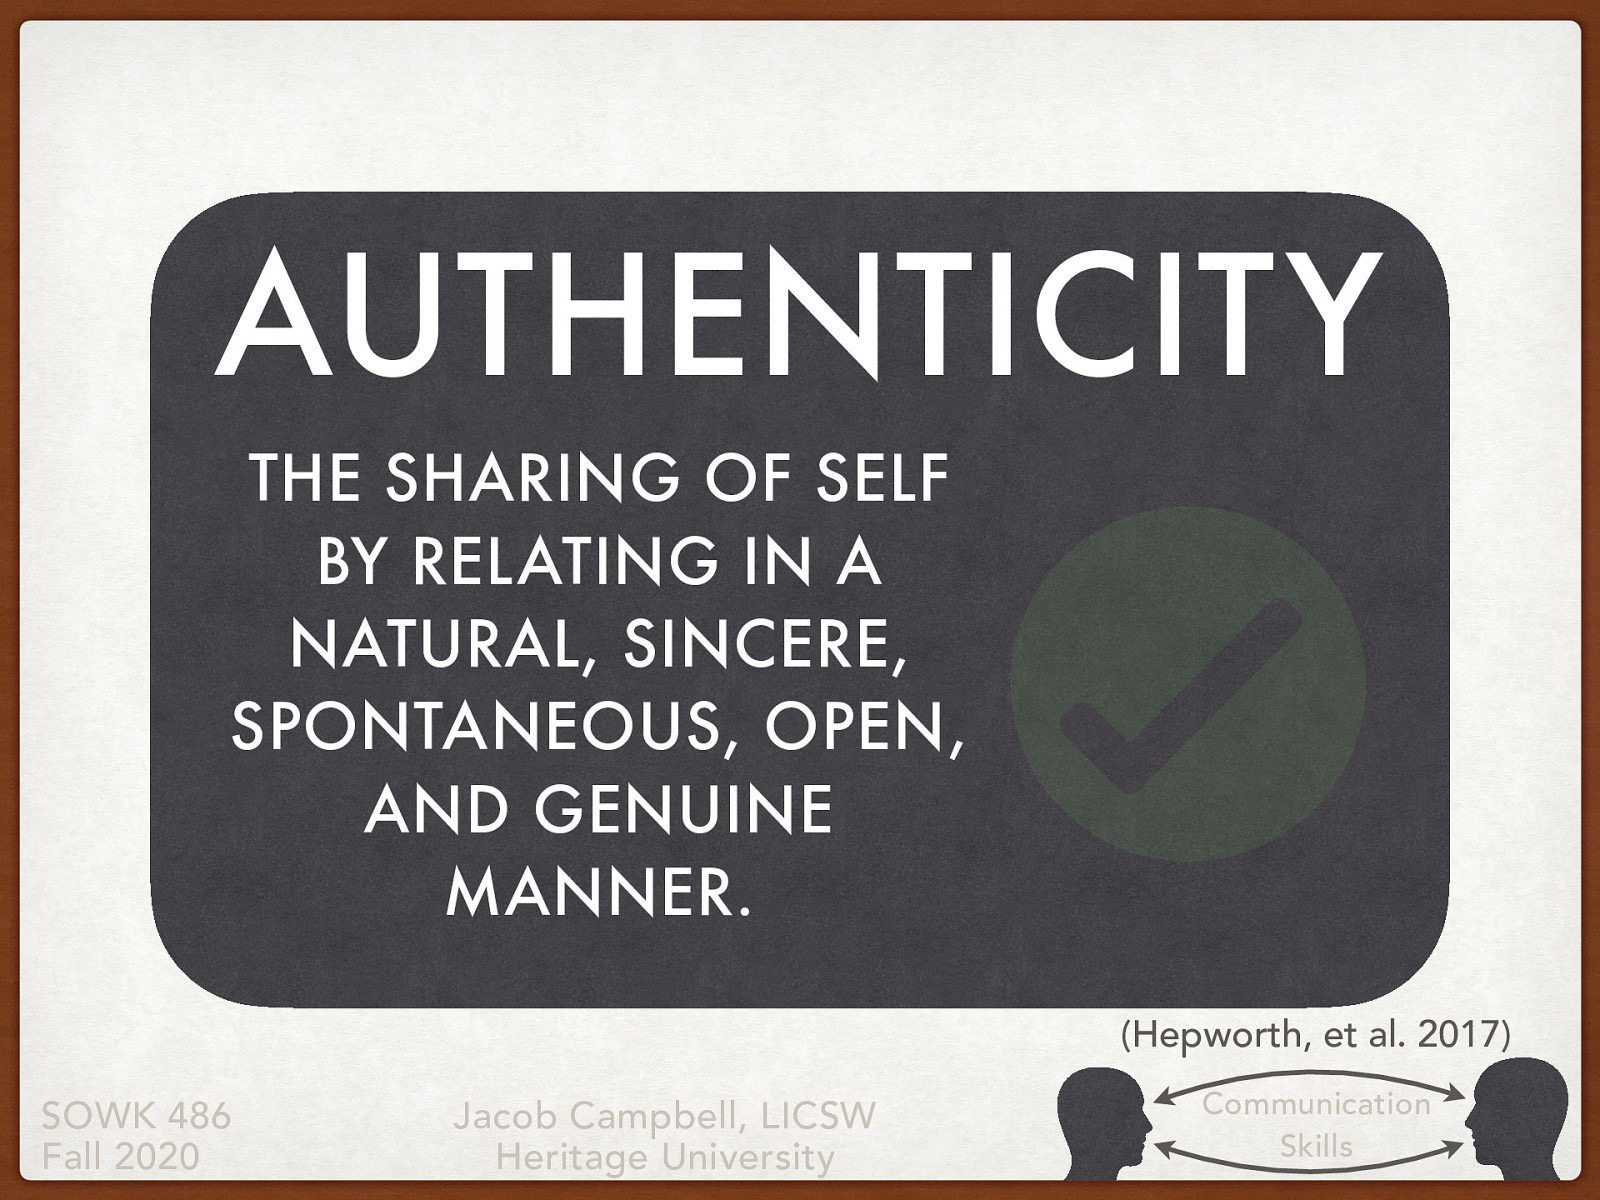 AUTHENTICITY
THE SHARING OF SELF
BY RELATING IN A
NATURAL, SINCERE,
SPONTANEOUS, OPEN,
AND GENUINE
MANNER.
(Hepworth, et al. 2017)
SOWK 486
Fall 2020
Jacob Campbell, LICSW
Heritage University
Communication
Skills